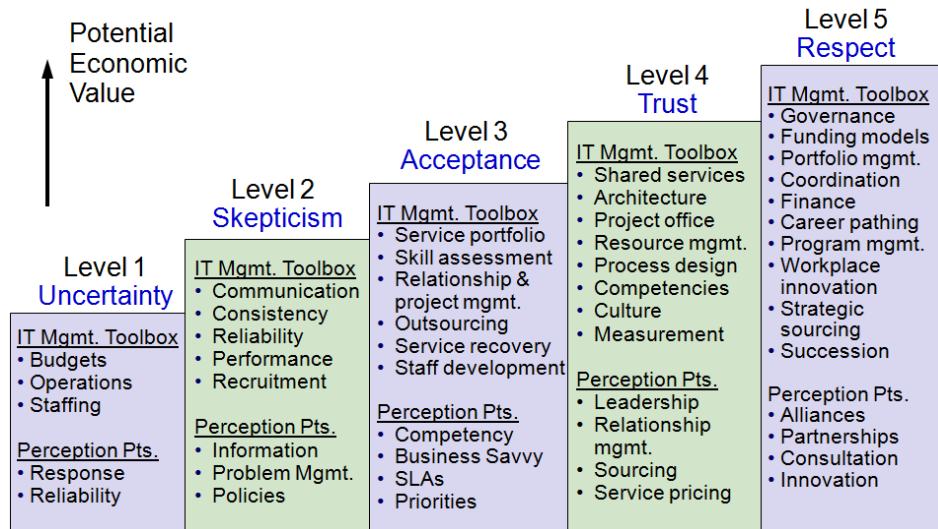 Potential
Economic
Value
Level 1
Uncertainty
IT Mgmt. Toolbox
• Budgets
• Operations
• Staffing
Perception Pts.
• Response
• Reliability
Level 2
Skepticism
IT Mgmt. Toolbox
• Communication
• Consistency
• Reliability
• Performance
• Recruitment
Perception Pts.
• Information
• Problem Mgmt.
• Policies
Level 3
Acceptance
IT Mgmt. Toolbox
• Service portfolio
• Skill assessment
• Relationship &
project mgmt.
• Outsourcing
• Service recovery
• Staff development
Perception Pts.
• Competency
• Business Savvy
• SLAs
• Priorities
Level 4
Trust
IT Mgmt. Toolbox
• Shared services
• Architecture
• Project office
• Resource mgmt.
• Process design
• Competencies
• Culture
• Measurement
Perception Pts.
• Leadership
• Relationship
mgmt.
• Sourcing
• Service pricing
Level 5
Respect
IT Mgmt. Toolbox
• Governance
• Funding models
• Portfolio mgmt.
• Coordination
• Finance
• Career pathing
• Program mgmt.
• Workplace
innovation
• Strategic
sourcing
• Succession
Perception Pts.
• Alliances
• Partnerships
• Consultation
• Innovation